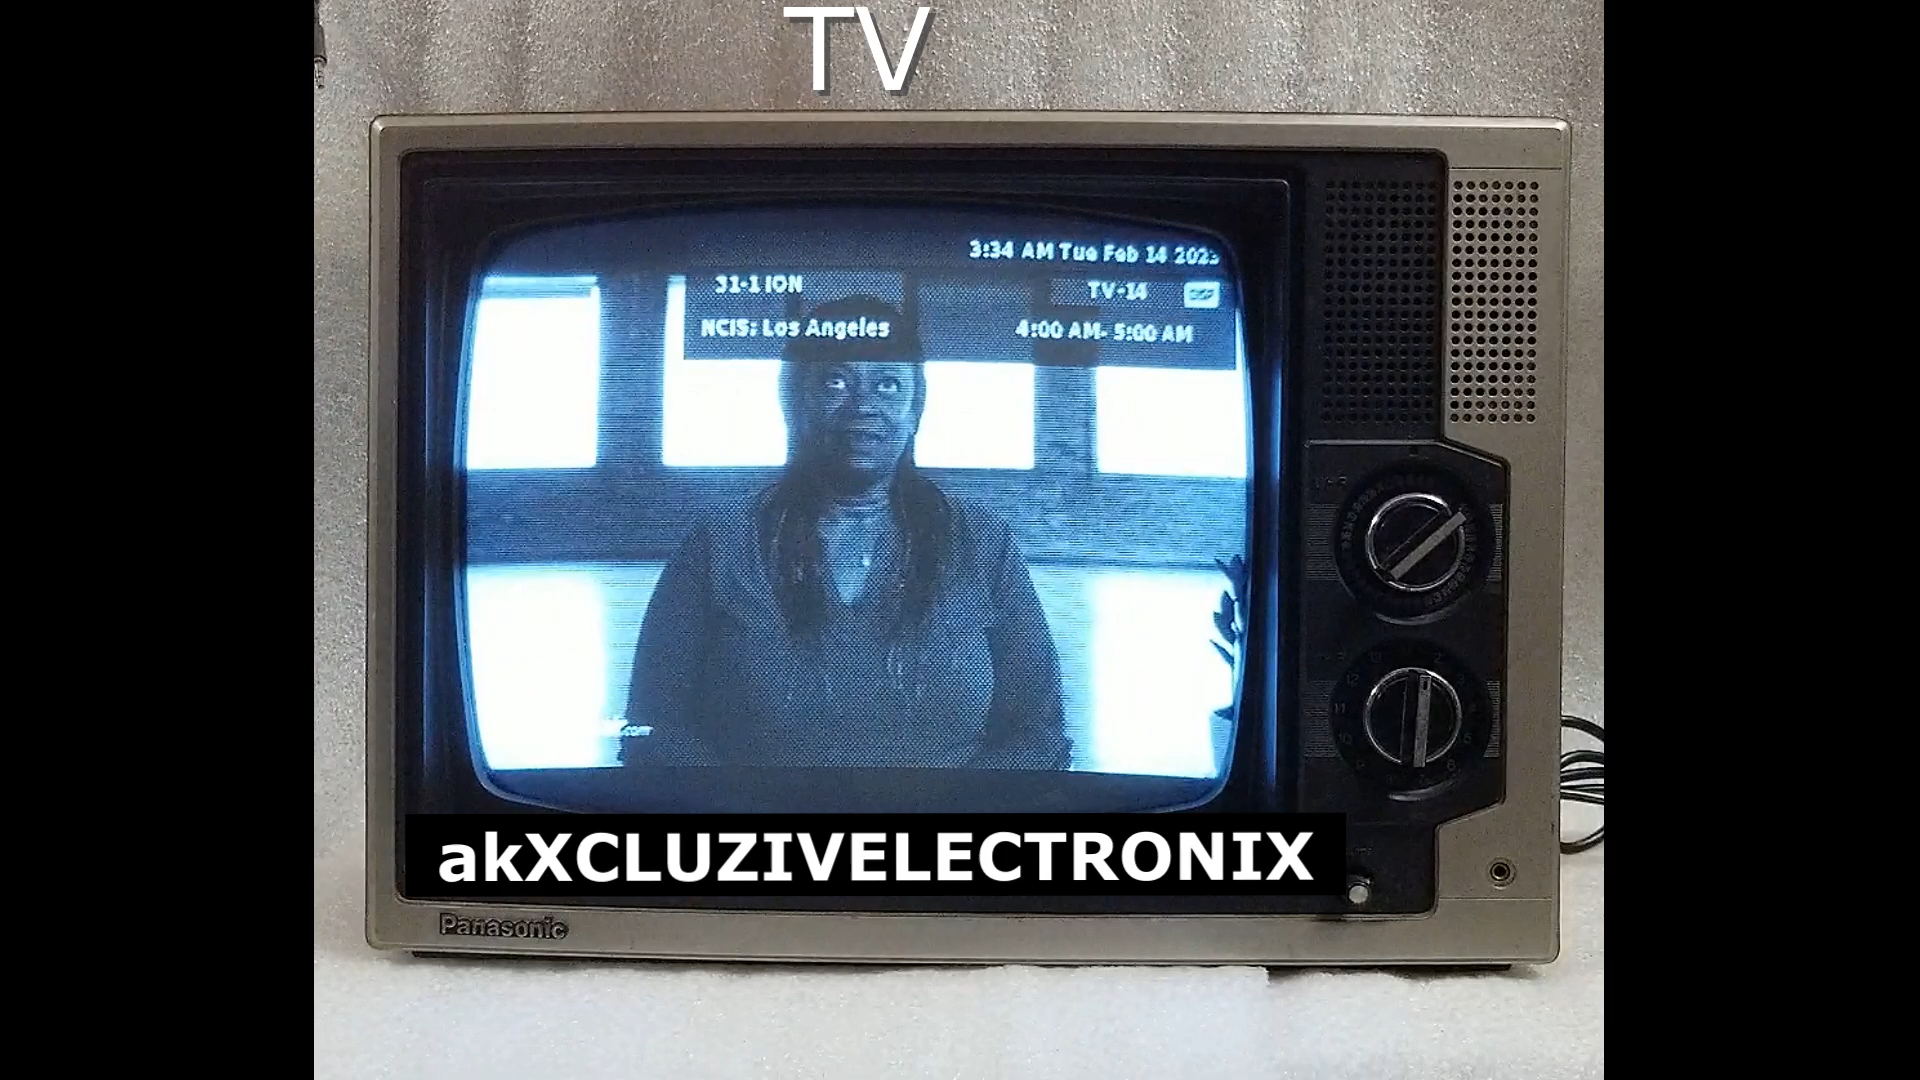 TV
3:34 AM Tue Feb 14 2023
31-1 ION
TV-14
NCIS: Los Angeles
4:00 AM- 5:00 AM
akXCLUZIVELECTRONIX
Panasonic